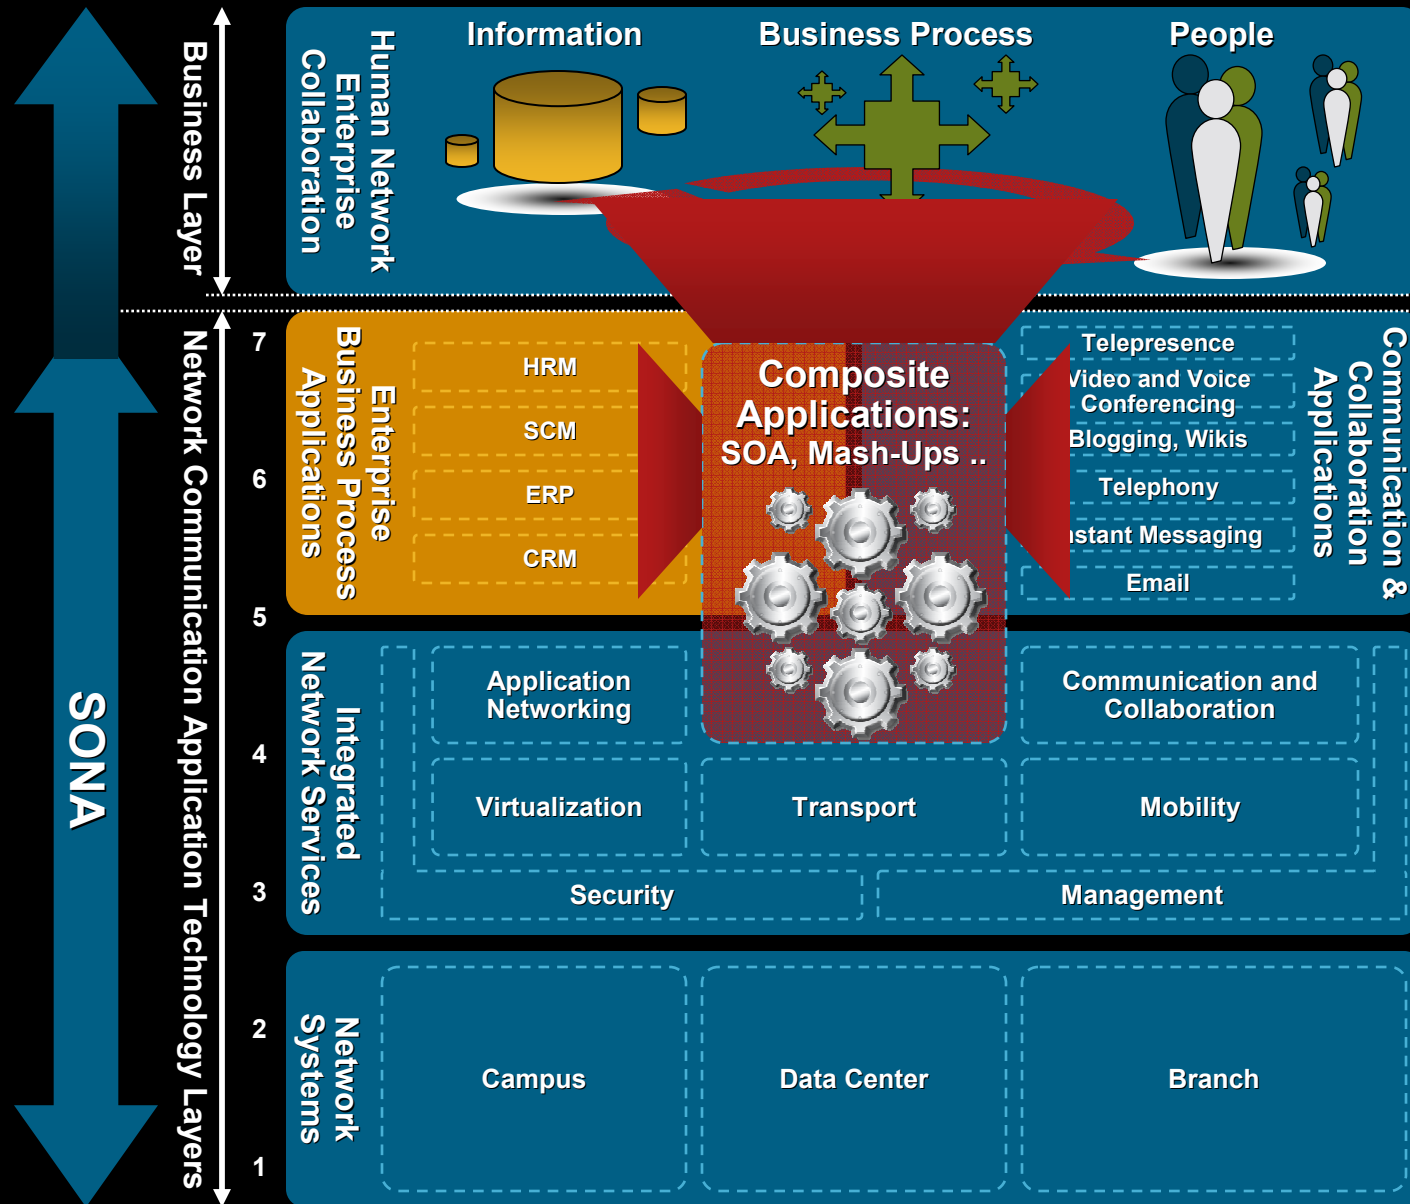 Information
Business Process
People
Business Layer
Human Network
Enterprise
Collaboration
SONA
Network Communication Application Technology Layers
7
6
5
4
3
2
1
Enterprise
Business Process
Applications
HRM
SCM
ERP
CRM
Composite
Applications:
SOA, Mash-Ups ..
Telepresence
Video and Voice
Conferencing
Blogging, Wikis
Telephony
nstant Messaging
Email
Communication &
Collaboration
Applications
Integrated
Network Services
Application
Networking
Communication and
Collaboration
Virtualization
Transport
Mobility
Security
Management
Network
Systems
Campus
Data Center
Branch